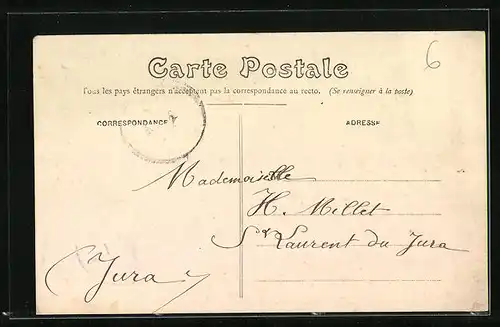 Carte Postale
Tous les pays étrangers n'acceptent pas la correspondance au recto. (Se renseigner à la poste)
CORRESPONDANCE
ADRESSE
6
Mademoiselle
H. Millet
St Laurent du Jura
Jura